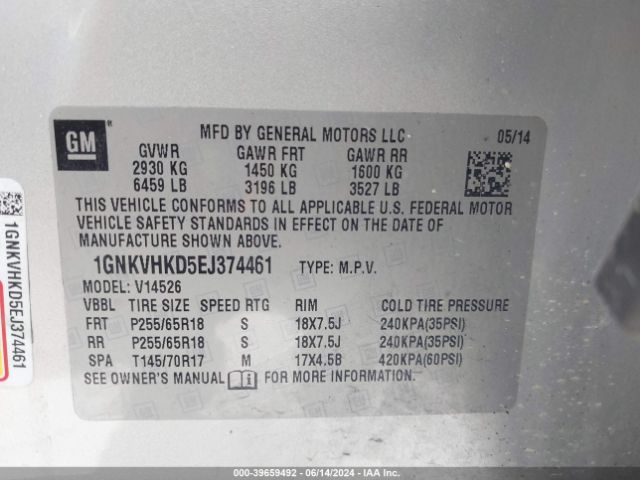 GM®
MFD BY GENERAL MOTORS LLC
05/14
GVWR GAWR FRT GAWR RR
2930 KG 1450 KG 1600 KG
6459 LB 3196 LB 3527 LB
THIS VEHICLE CONFORMS TO ALL APPLICABLE U.S. FEDERAL MOTOR
VEHICLE SAFETY STANDARDS IN EFFECT ON THE DATE OF
MANUFACTURE SHOWN ABOVE.
1GNKVHKD5EJ374461 TYPE: M.P.V.
MODEL: V14526
VBBL TIRE SIZE SPEED RTG RIM COLD TIRE PRESSURE
FRT P255/65R18 S 18X7.5J 240KPA(35PSI)
RR P255/65R18 S 18X7.5J 240KPA(35PSI)
SPA T145/70R17 M 17X4.5B 420KPA(60PSI)
SEE OWNER'S MANUAL FOR MORE INFORMATION.
1GNKVHKD5EJ374461
000-39659492 - 06/14/2024 - IAA Inc.